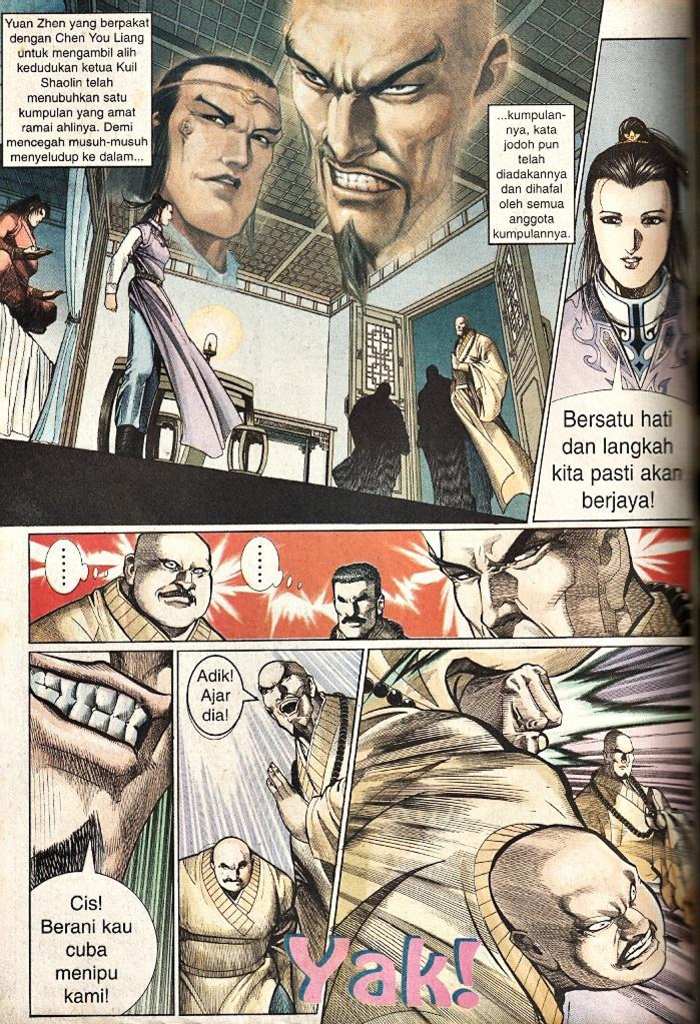 Yuan Zhen yang berpakat
dengan Chen You Liang
untuk mengambil alih
kedudukan ketua Kuil
Shaolin telah
menubuhkan satu
kumpulan yang amat
ramai ahlinya. Demi
mencegah musuh-musuh
menyeludup ke dalam...
...kumpulan-
nya, kata
jodoh pun
telah
diadakannya
dan dihafal
oleh semua
anggota
kumpulannya.
Bersatu hati
dan langkah
kita pasti akan
berjaya!
......
......
Cis!
Berani kau
cuba
menipu
kami!
Adik!
Ajar
dia!
Yak!